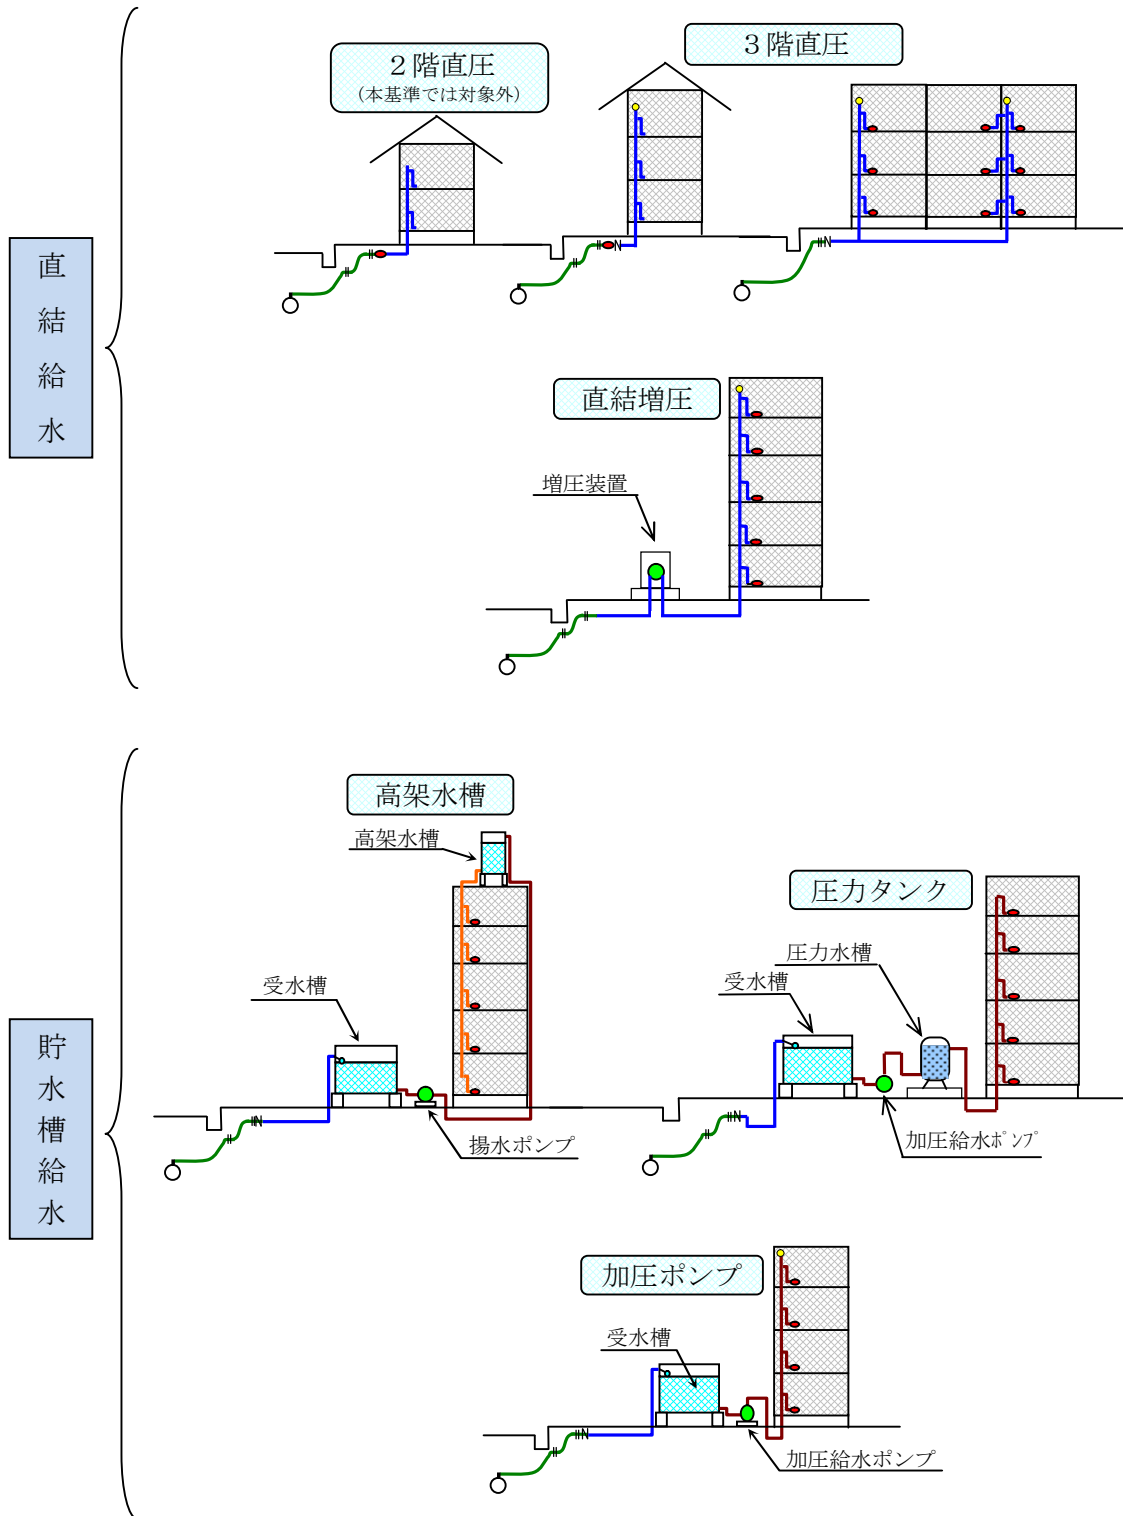 直結給水
２階直圧
（本基準では対象外）
３階直圧
直結増圧
増圧装置
貯水槽給水
高架水槽
高架水槽
受水槽
揚水ポンプ
圧力タンク
圧力水槽
受水槽
加圧給水ﾎﾟﾝﾌﾟ
加圧ポンプ
受水槽
加圧給水ポンプ